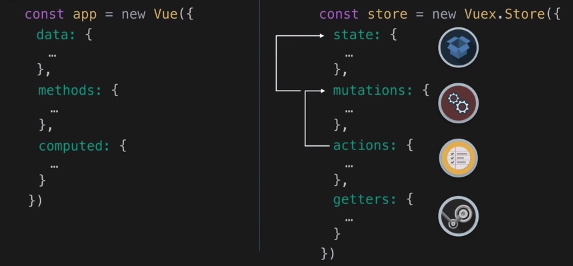 const app = new Vue({
data: {
…
},
methods: {
…
},
computed: {
…
}
})
const store = new Vuex.Store({
state: {
…
},
mutations: {
…
},
actions: {
…
},
getters: {
…
}
})